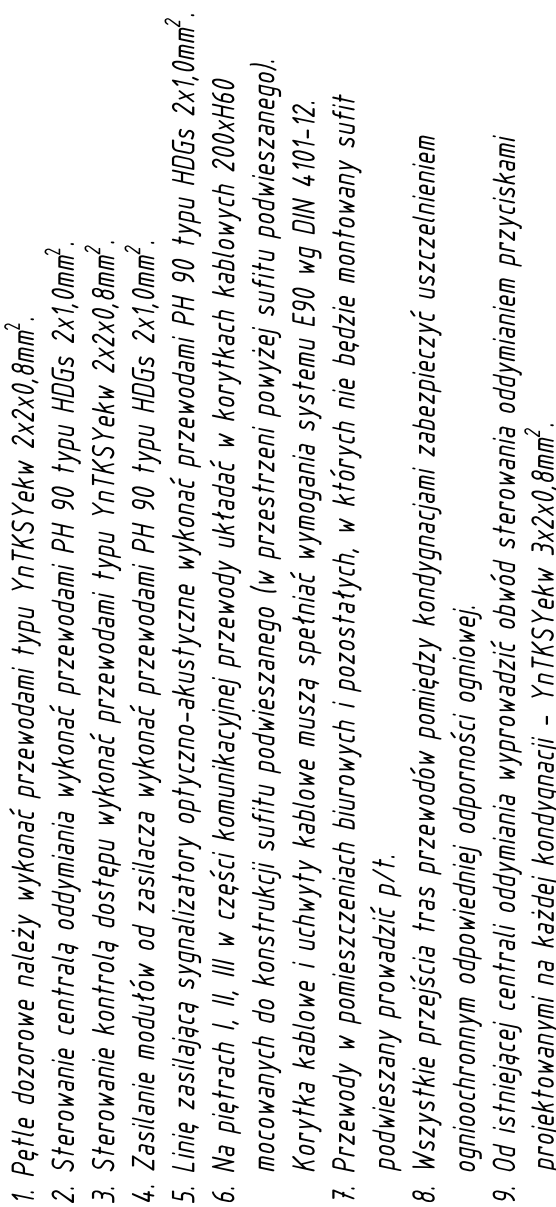 1. Pętle dozorowe należy wykonać przewodami typu YnTKSYekw 2x2x0,8mm².
2. Sterowanie centralą oddymiania wykonać przewodami PH 90 typu HDGs 2x1,0mm².
3. Sterowanie kontrolą dostępu wykonać przewodami typu YnTKSYekw 2x2x0,8mm².
4. Zasilanie modułów od zasilacza wykonać przewodami PH 90 typu HDGs 2x1,0mm².
5. Linię zasilającą sygnalizatory optyczno-akustyczne wykonać przewodami PH 90 typu HDGs 2x1,0mm².
6. Na piętrach I, II, III w części komunikacyjnej przewody układać w korytkach kablowych 200xH60
mocowanych do konstrukcji sufitu podwieszanego (w przestrzeni powyżej sufitu podwieszanego).
Korytka kablowe i uchwyty kablowe muszą spełniać wymogania systemu E90 wg DIN 4101-12.
7. Przewody w pomieszczeniach biurowych i pozostałych, w których nie będzie montowany sufit
podwieszany prowadzić p/t.
8. Wszystkie przejścia tras przewodów pomiędzy kondygnacjami zabezpieczyć uszczelnieniem
ognioochronnym odpowiedniej odporności ogniowej.
9. Od istniejącej centrali oddymiania wyprowadzić obwód sterowania oddymianiem przyciskami
projektowanymi na każdej kondygnacji - YnTKSYekw 3x2x0,8mm².